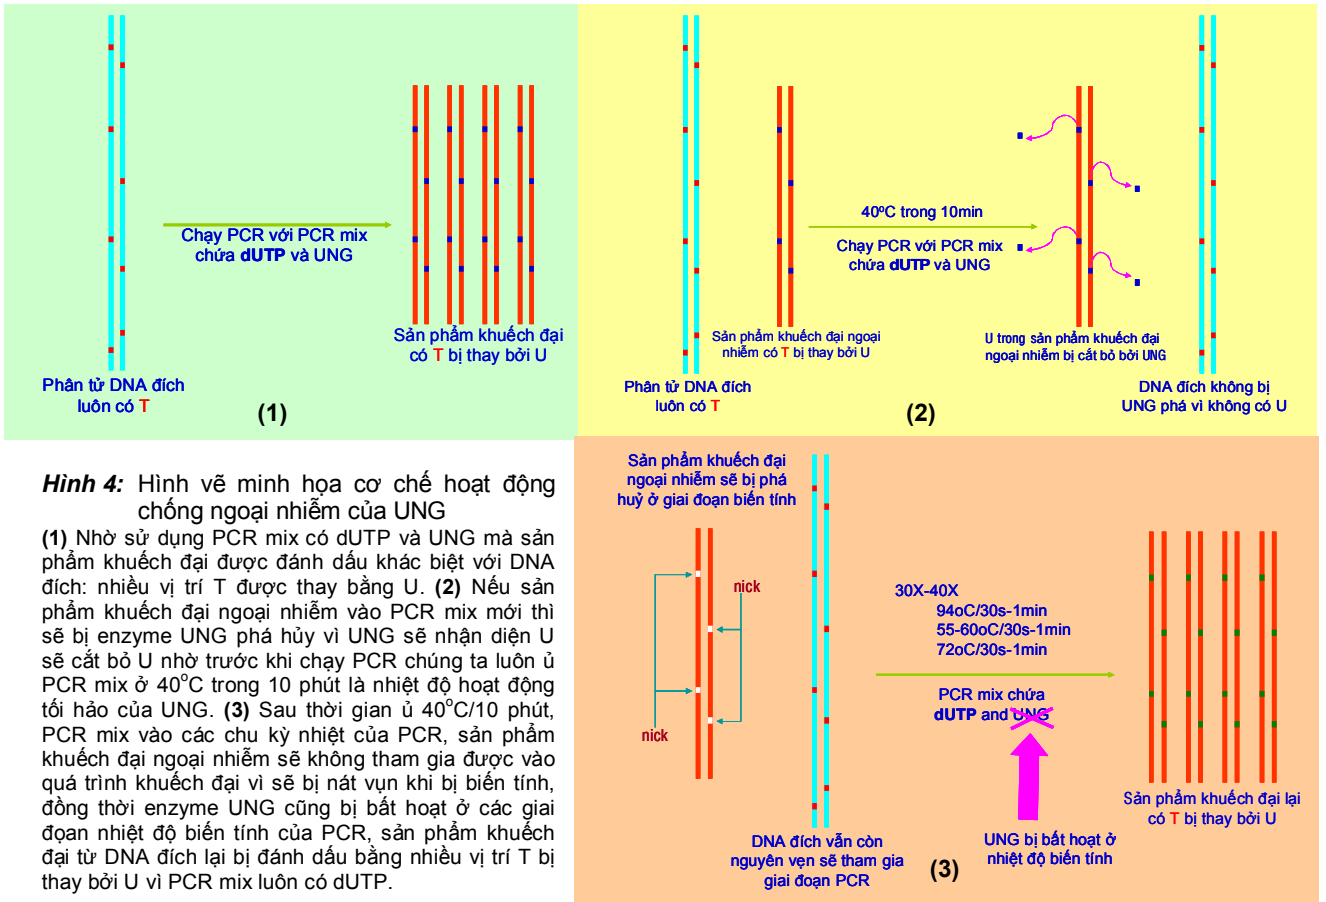 Chạy PCR với PCR mix
chứa dUTP và UNG
Sản phẩm khuếch đại
có T bị thay bởi U
Phân tử DNA đích
luôn có T
(1)
40ºC trong 10min
Chạy PCR với PCR mix
chứa dUTP và UNG
Sản phẩm khuếch đại ngoại
nhiễm có T bị thay bởi U
U trong sản phẩm khuếch đại
ngoại nhiễm bị cắt bỏ bởi UNG
Phân tử DNA đích
luôn có T
(2)
DNA đích không bị
UNG phá vì không có U
Hình 4: Hình vẽ minh họa cơ chế hoạt động
chống ngoại nhiễm của UNG
(1) Nhờ sử dụng PCR mix có dUTP và UNG mà sản
phẩm khuếch đại được đánh dấu khác biệt với DNA
đích: nhiều vị trí T được thay bằng U. (2) Nếu sản
phẩm khuếch đại ngoại nhiễm vào PCR mix mới thì
sẽ bị enzyme UNG phá hủy vì UNG sẽ nhận diện U
sẽ cắt bỏ U nhờ trước khi chạy PCR chúng ta luôn ủ
PCR mix ở 40°C trong 10 phút là nhiệt độ hoạt động
tối hảo của UNG. (3) Sau thời gian ủ 40°C/10 phút,
PCR mix vào các chu kỳ nhiệt của PCR, sản phẩm
khuếch đại ngoại nhiễm sẽ không tham gia được vào
quá trình khuếch đại vì sẽ bị nát vụn khi bị biến tính,
đồng thời enzyme UNG cũng bị bất hoạt ở các giai
đọan nhiệt độ biến tính của PCR, sản phẩm khuếch
đại từ DNA đích lại bị đánh dấu bằng nhiều vị trí T bị
thay bởi U vì PCR mix luôn có dUTP.
Sản phẩm khuếch đại
ngoại nhiễm sẽ bị phá
huỷ ở giai đoạn biến tính
nick
nick
30X-40X
94oC/30s-1min
55-60oC/30s-1min
72oC/30s-1min
PCR mix chứa
dUTP and UNG
DNA đích vẫn còn
nguyên vẹn sẽ tham gia
giai đoạn PCR
UNG bị bất hoạt ở
nhiệt độ biến tính
(3)
Sản phẩm khuếch đại lại
có T bị thay bởi U